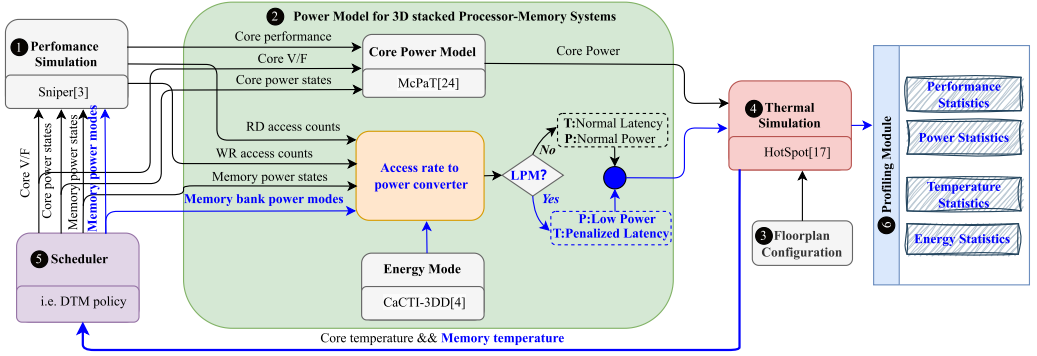 1 Perfomance
Simulation
Sniper[3]
2 Power Model for 3D stacked Processor-Memory Systems
Core performance
Core V/F
Core power states
Core Power Model
McPaT[24]
Core Power
RD access counts
WR access counts
Memory power states
Memory bank power modes
Access rate to
power converter
LPM?
No
Yes
T:Normal Latency
P:Normal Power
P:Low Power
T:Penalized Latency
Energy Mode
CaCTI-3DD[4]
Core V/F
Core power states
Memory power states
Memory power modes
5 Scheduler
i.e. DTM policy
4 Thermal
Simulation
HotSpot[17]
3 Floorplan
Configuration
6 Profiling Module
Performance
Statistics
Power Statistics
Temperature
Statistics
Energy Statistics
Core temperature && Memory temperature